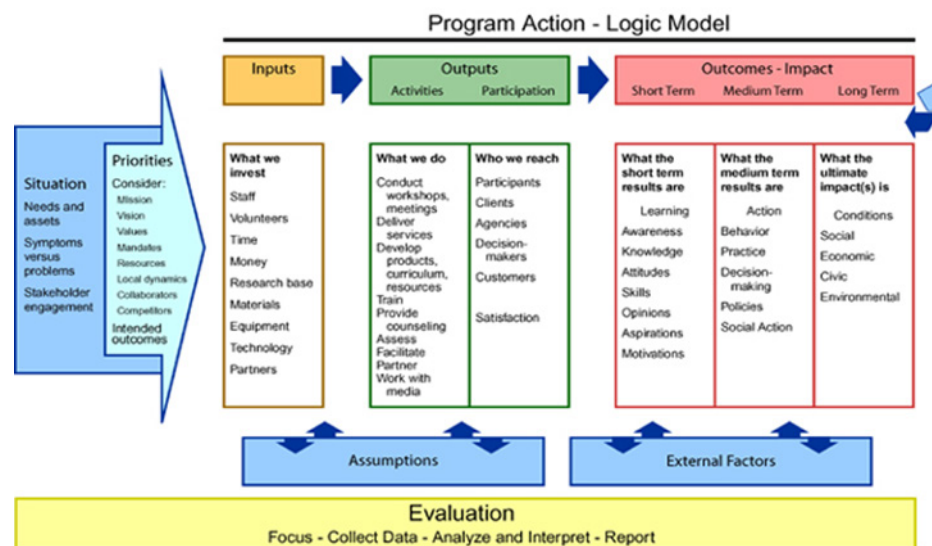 Program Action - Logic Model
Inputs
Outputs
Activities
Participation
Outcomes - Impact
Short Term
Medium Term
Long Term
Situation
Needs and
assets
Symptoms
versus
problems
Stakeholder
engagement
Priorities
Consider:
Mission
Vision
Values
Mandates
Resources
Local dynamics
Collaborators
Competitors
Intended
outcomes
What we
invest
Staff
Volunteers
Time
Money
Research base
Materials
Equipment
Technology
Partners
What we do
Conduct
workshops,
meetings
Deliver
services
Develop
products,
curriculum,
resources
Train
Provide
counseling
Assess
Facilitate
Partner
Work with
media
Who we reach
Participants
Clients
Agencies
Decision-
makers
Customers
Satisfaction
What the
short term
results are
Learning
Awareness
Knowledge
Attitudes
Skills
Opinions
Aspirations
Motivations
What the
medium term
results are
Action
Behavior
Practice
Decision-
making
Policies
Social Action
What the
ultimate
impact(s) is
Conditions
Social
Economic
Civic
Environmental
Assumptions
External Factors
Evaluation
Focus - Collect Data - Analyze and Interpret - Report